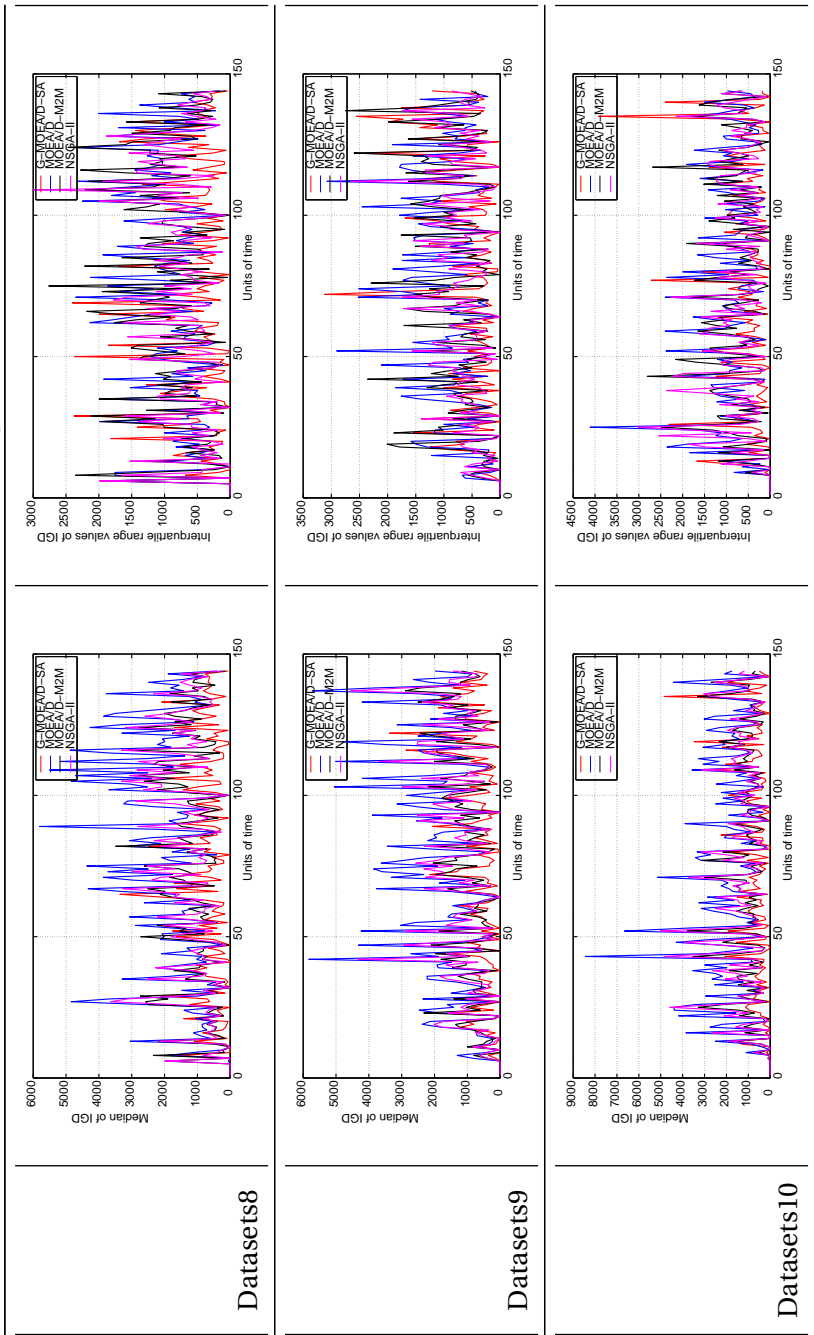 Datasets8
Median of IGD
6000
5000
4000
3000
2000
1000
0
0
50
100
150
Units of time
G−MOEA/D−SA
MOEA/D
MOEA/D−M2M
NSGA−II
Interquartile range values of IGD
3000
2500
2000
1500
1000
500
0
0
50
100
150
Units of time
G−MOEA/D−SA
MOEA/D
MOEA/D−M2M
NSGA−II
Datasets9
Median of IGD
6000
5000
4000
3000
2000
1000
0
0
50
100
150
Units of time
G−MOEA/D−SA
MOEA/D
MOEA/D−M2M
NSGA−II
Interquartile range values of IGD
3500
3000
2500
2000
1500
1000
500
0
0
50
100
150
Units of time
G−MOEA/D−SA
MOEA/D
MOEA/D−M2M
NSGA−II
Datasets10
Median of IGD
9000
8000
7000
6000
5000
4000
3000
2000
1000
0
0
50
100
150
Units of time
G−MOEA/D−SA
MOEA/D
MOEA/D−M2M
NSGA−II
Interquartile range values of IGD
4500
4000
3500
3000
2500
2000
1500
1000
500
0
0
50
100
150
Units of time
G−MOEA/D−SA
MOEA/D
MOEA/D−M2M
NSGA−II